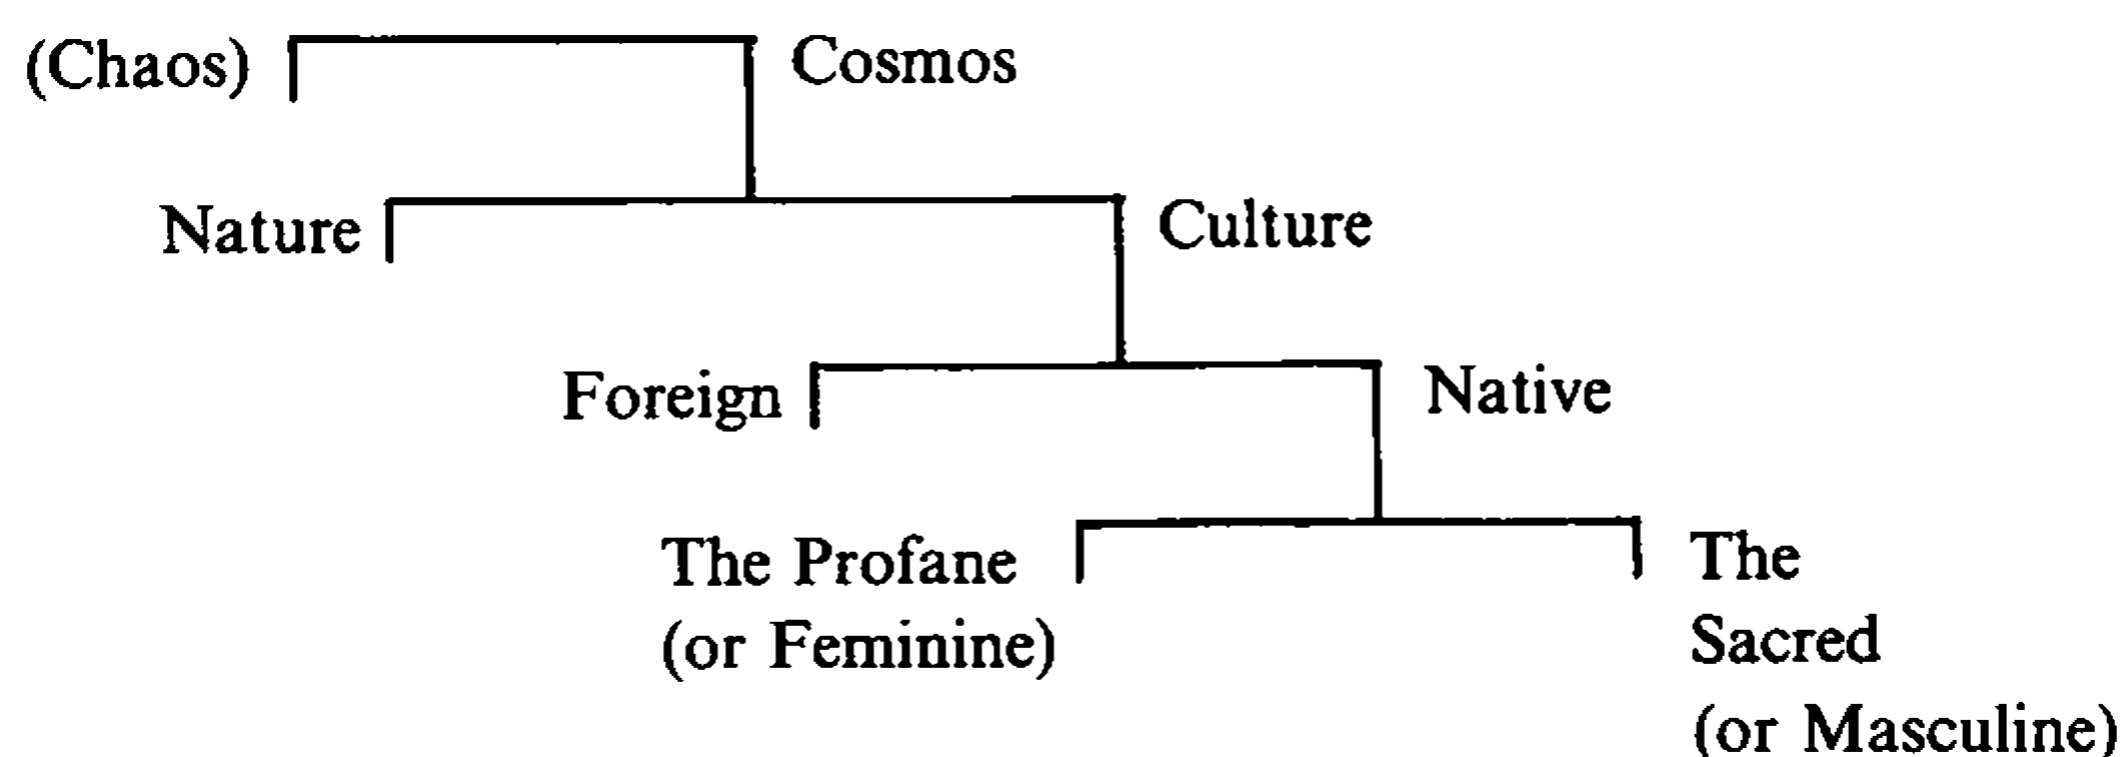 (Chaos) Cosmos
Nature Culture
Foreign Native
The Profane The
(or Feminine) Sacred
(or Masculine)